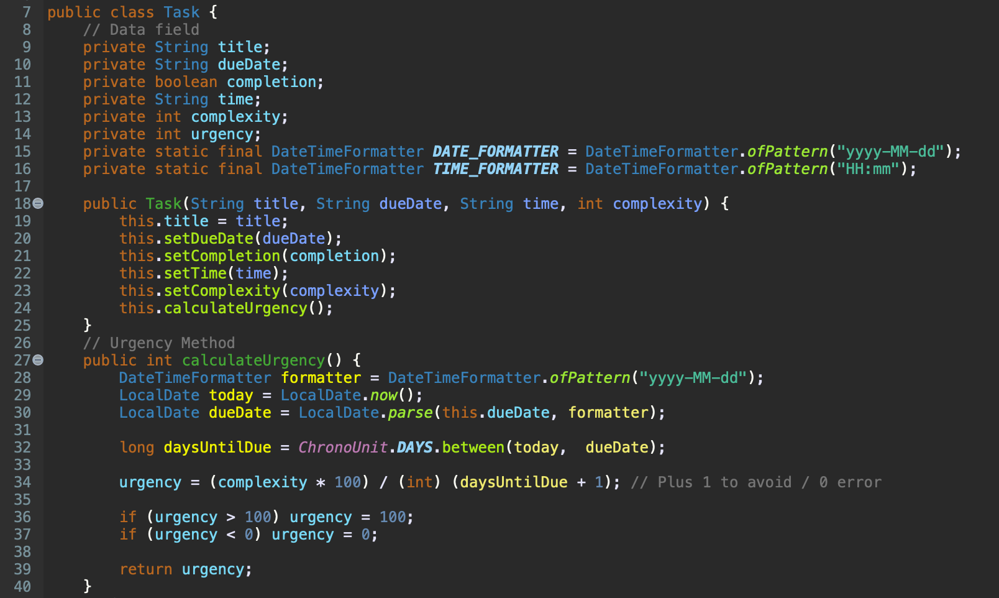 7 public class Task {
8     // Data field
9     private String title;
10     private String dueDate;
11     private boolean completion;
12     private String time;
13     private int complexity;
14     private int urgency;
15     private static final DateTimeFormatter DATE_FORMATTER = DateTimeFormatter.ofPattern("yyyy-MM-dd");
16     private static final DateTimeFormatter TIME_FORMATTER = DateTimeFormatter.ofPattern("HH:mm");
17
18     public Task(String title, String dueDate, String time, int complexity) {
19         this.title = title;
20         this.setDueDate(dueDate);
21         this.setCompletion(completion);
22         this.setTime(time);
23         this.setComplexity(complexity);
24         this.calculateUrgency();
25     }
26     // Urgency Method
27     public int calculateUrgency() {
28         DateTimeFormatter formatter = DateTimeFormatter.ofPattern("yyyy-MM-dd");
29         LocalDate today = LocalDate.now();
30         LocalDate dueDate = LocalDate.parse(this.dueDate, formatter);
31
32         long daysUntilDue = ChronoUnit.DAYS.between(today,  dueDate);
33
34         urgency = (complexity * 100) / (int) (daysUntilDue + 1); // Plus 1 to avoid / 0 error
35
36         if (urgency > 100) urgency = 100;
37         if (urgency < 0) urgency = 0;
38
39         return urgency;
40     }